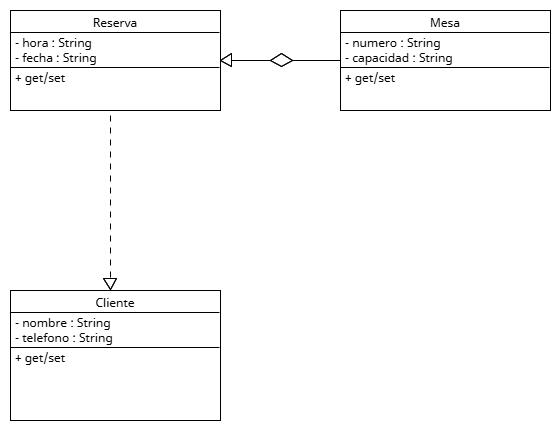 Reserva
- hora : String
- fecha : String
+ get/set
Mesa
- numero : String
- capacidad : String
+ get/set
Cliente
- nombre : String
- telefono : String
+ get/set